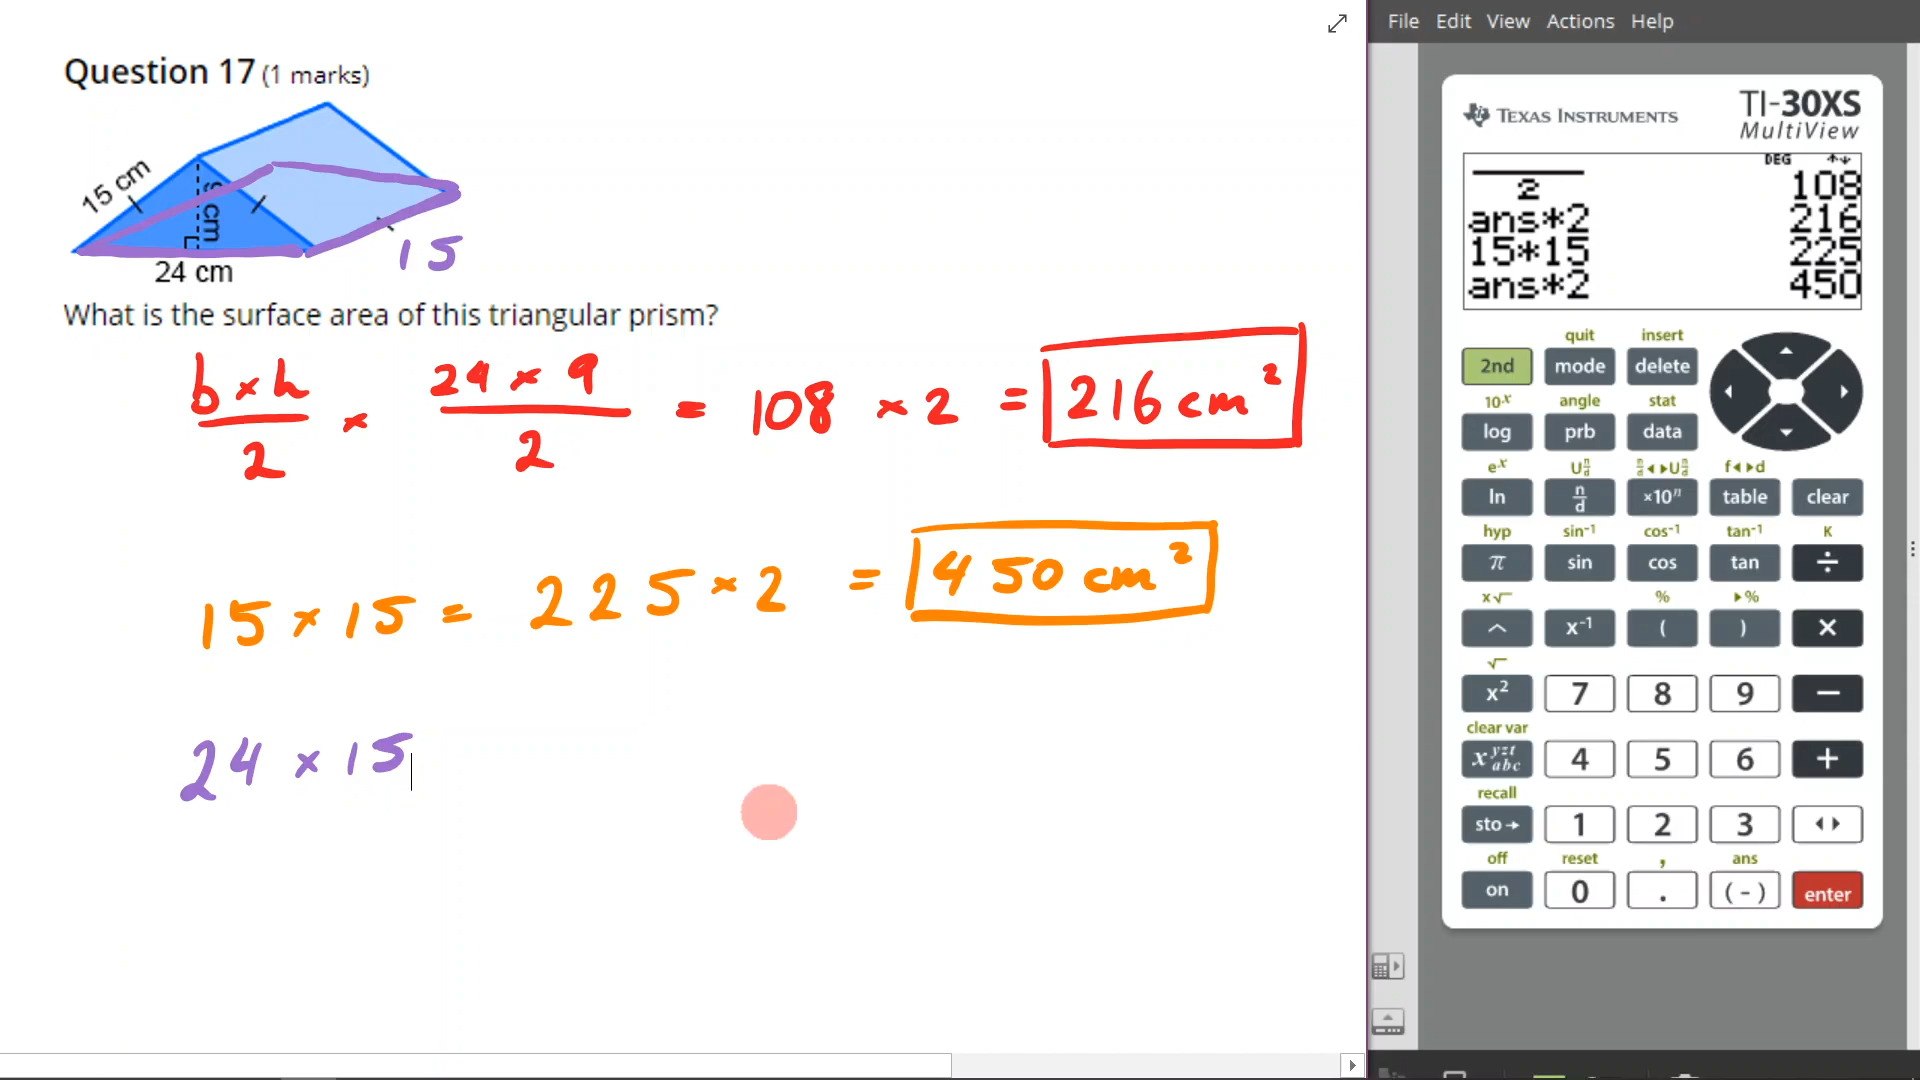 File Edit View Actions Help
Question 17 (1 marks)
15 cm
9 cm
15
24 cm
What is the surface area of this triangular prism?
b x h / 2 x 24 x 9 / 2 = 108 x 2 = 216 cm²
15 x 15 = 225 x 2 = 450 cm²
24 x 15
TEXAS INSTRUMENTS
TI-30XS
MultiView
DEG
2 108
ans*2 216
15*15 225
ans*2 450
quit insert
2nd mode delete
10ˣ angle stat
log prb data
eˣ U n/d n/d ◄► U n/d f◄►d
ln n/d ×10ⁿ table clear
hyp sin⁻¹ cos⁻¹ tan⁻¹ K
π sin cos tan ÷
x√ % ►%
^ x⁻¹ ( ) ×
√
x² 7 8 9 −
clear var
x yzt abc 4 5 6 +
recall
sto→ 1 2 3 ◄►
off reset , ans
on 0 . (-) enter